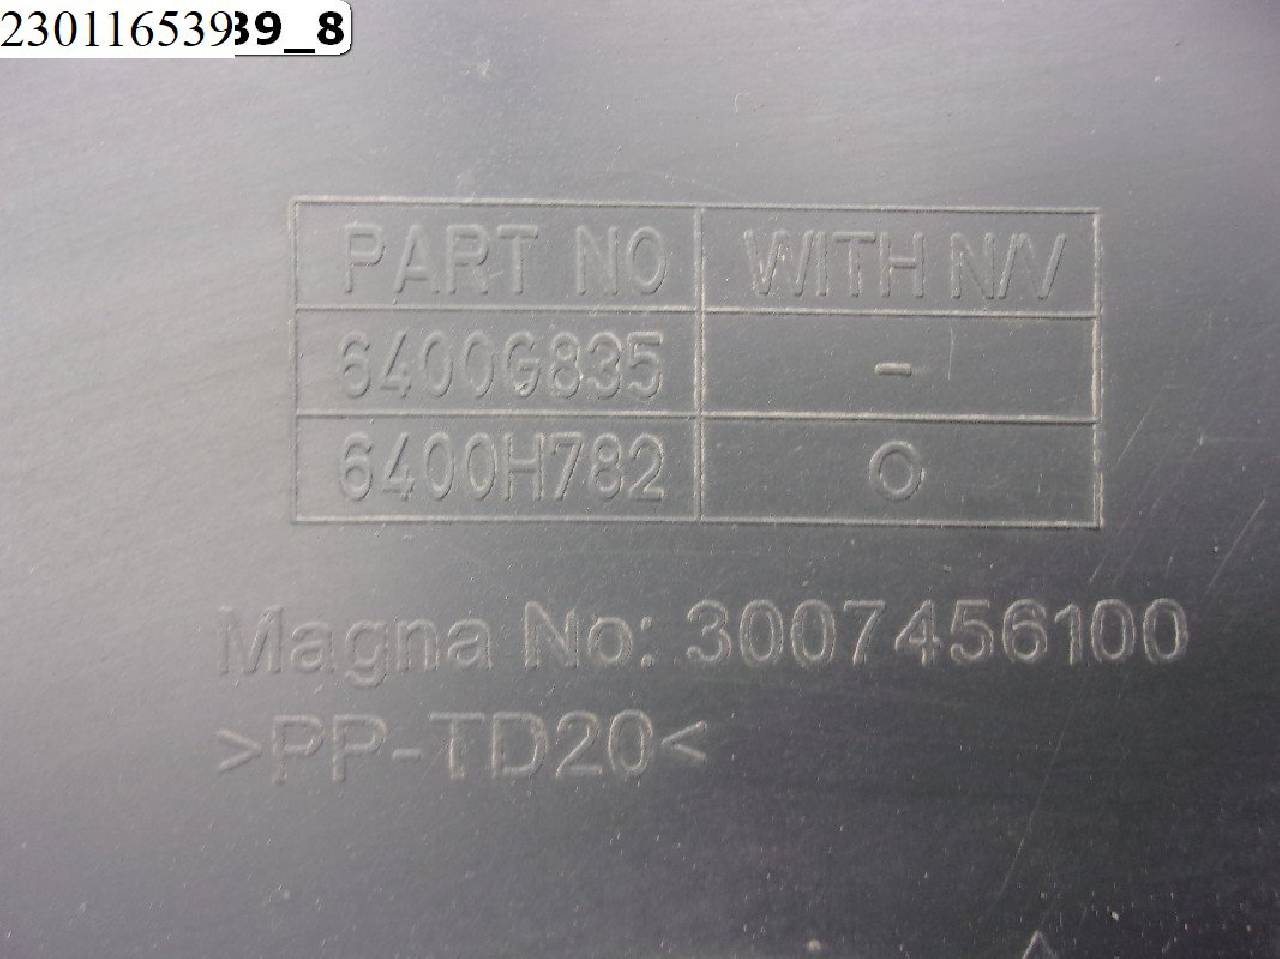 23011653939_8
PART NO WITH N/V
6400G835 -
6400H782 O
Magna No: 3007456100
>PP-TD20<